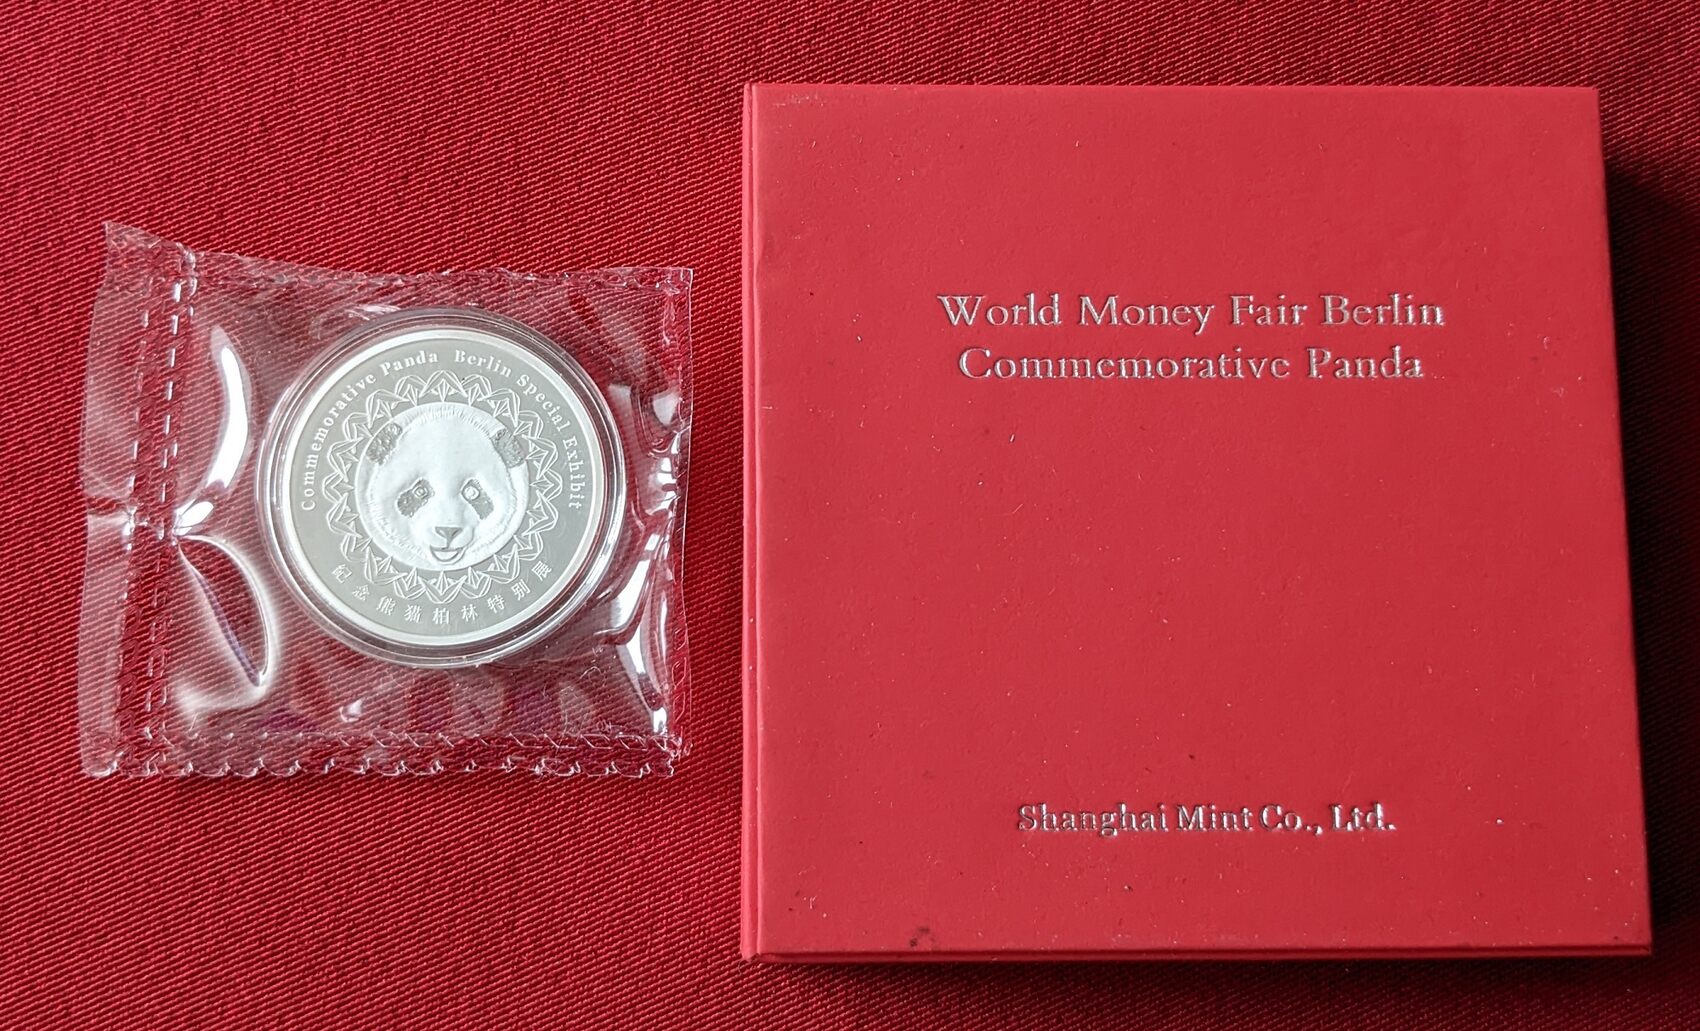 Commemorative Panda Berlin Special Exhibit
紀念熊猫柏林特别展
World Money Fair Berlin
Commemorative Panda
Shanghai Mint Co., Ltd.